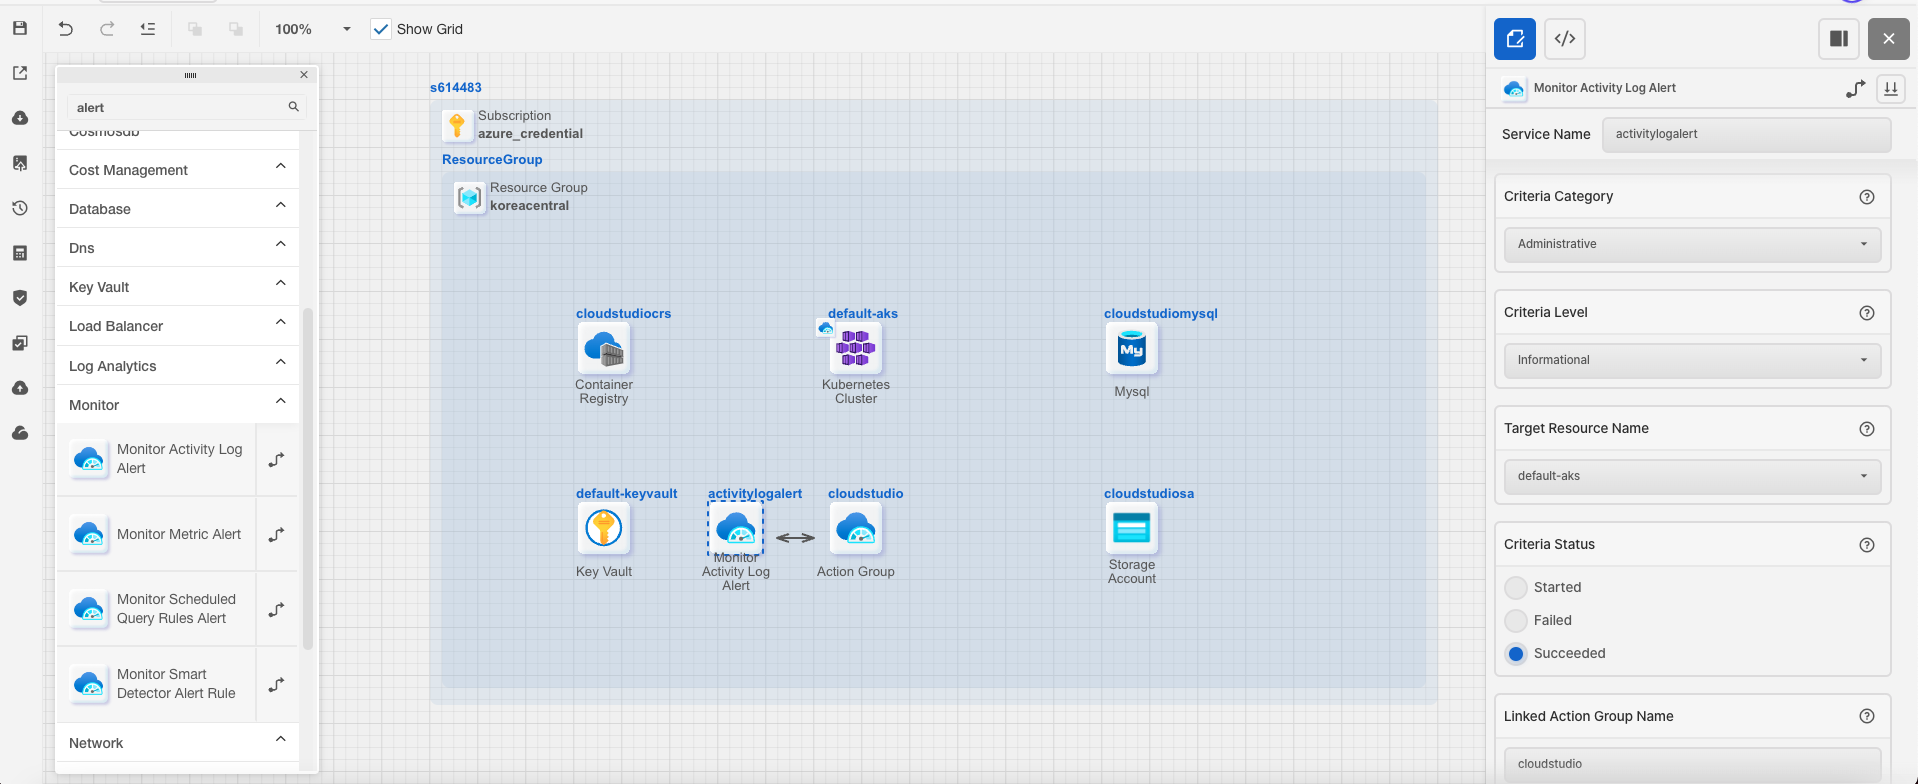 100%
Show Grid
alert
Cosmosdb
Cost Management
Database
Dns
Key Vault
Load Balancer
Log Analytics
Monitor
Monitor Activity Log
Alert
Monitor Metric Alert
Monitor Scheduled
Query Rules Alert
Monitor Smart
Detector Alert Rule
Network
s614483
Subscription
azure_credential
ResourceGroup
Resource Group
koreacentral
cloudstudiocrs
Container
Registry
default-aks
Kubernetes
Cluster
cloudstudiomysql
My
Mysql
default-keyvault
Key Vault
activitylogalert
Monitor
Activity Log
Alert
cloudstudio
Action Group
cloudstudiosa
Storage
Account
Monitor Activity Log Alert
Service Name
activitylogalert
Criteria Category
Administrative
Criteria Level
Informational
Target Resource Name
default-aks
Criteria Status
Started
Failed
Succeeded
Linked Action Group Name
cloudstudio